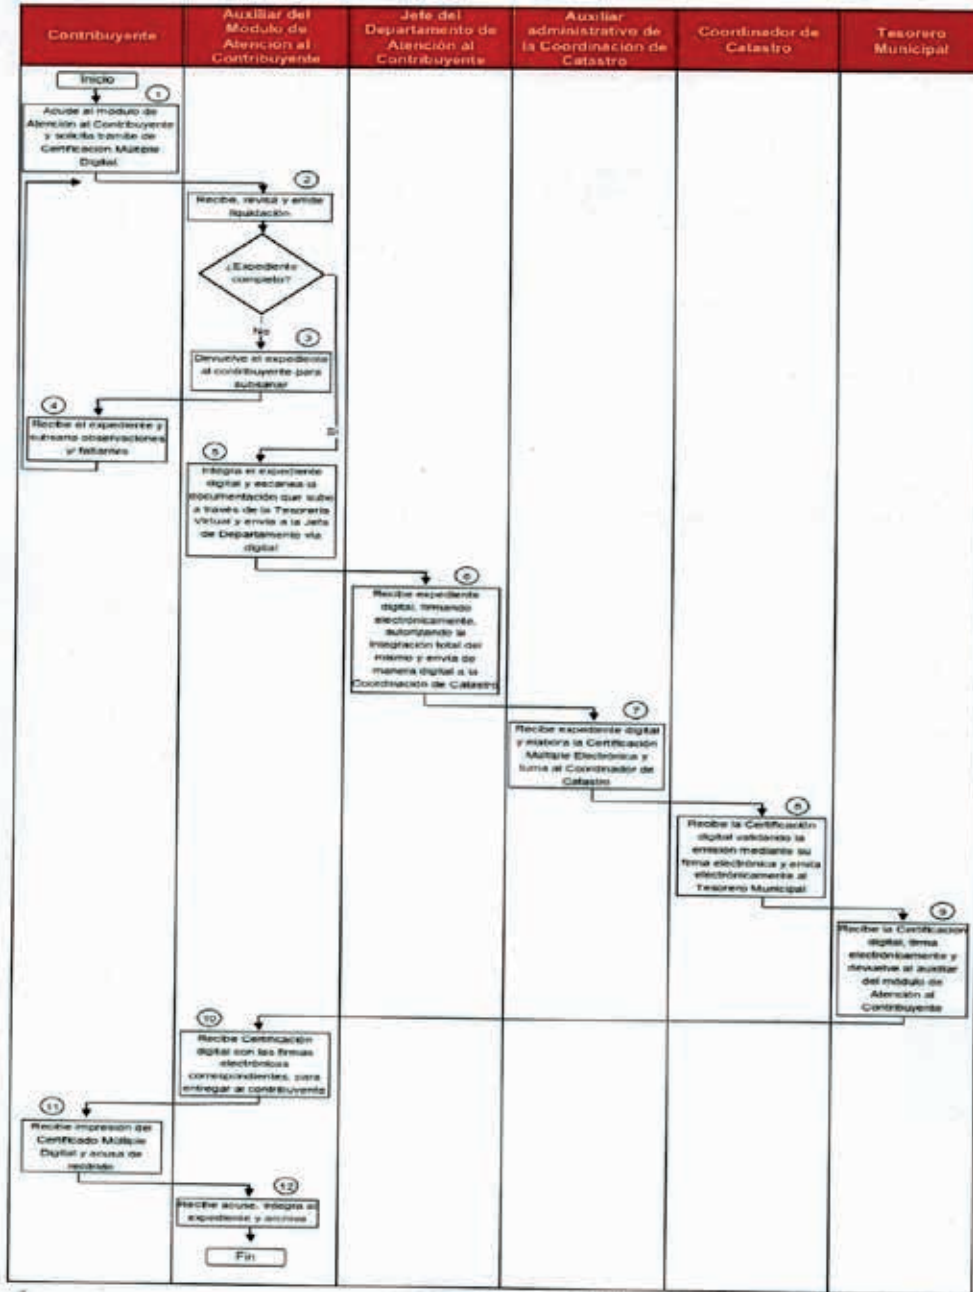 Contribuyente
Auxiliar del
Modulo de
Atención al
Contribuyente
Jefe del
Departamento de
Atención al
Contribuyente
Auxiliar
administrativo de
la Coordinación de
Catastro
Coordinador de
Catastro
Tesorero
Municipal
Inicio
1
Acude al módulo de
Atención al Contribuyente
y solicita trámite de
Certificación Múltiple
Digital
2
Recibe, revisa y emite
liquidación
¿Expediente
completo?
No
3
Devuelve el expediente
al contribuyente para
subsanar
4
Recibe el expediente y
subsana observaciones
y/ faltantes
Si
5
Integra el expediente
digital y escanea la
documentación que sube
a través de la Tesorería
Virtual y envía a la Jefa
de Departamento vía
digital
6
Recibe expediente
digital, firmando
electrónicamente,
autorizando la
integración total del
mismo y envía de
manera digital a la
Coordinación de Catastro
7
Recibe expediente digital
y elabora la Certificación
Múltiple Electrónica y
turna al Coordinador de
Catastro
8
Recibe la Certificación
digital validando la
emisión mediante su
firma electrónica y envía
electrónicamente al
Tesorero Municipal
9
Recibe la Certificación
digital, firma
electrónicamente y
devuelve al auxiliar
del módulo de
Atención al
Contribuyente
10
Recibe Certificación
digital con las firmas
electrónicas
correspondientes, para
entregar al contribuyente
11
Recibe impresión del
Certificado Múltiple
Digital y acusa de
recibido
12
Recibe acuse, integra al
expediente y archiva
Fin